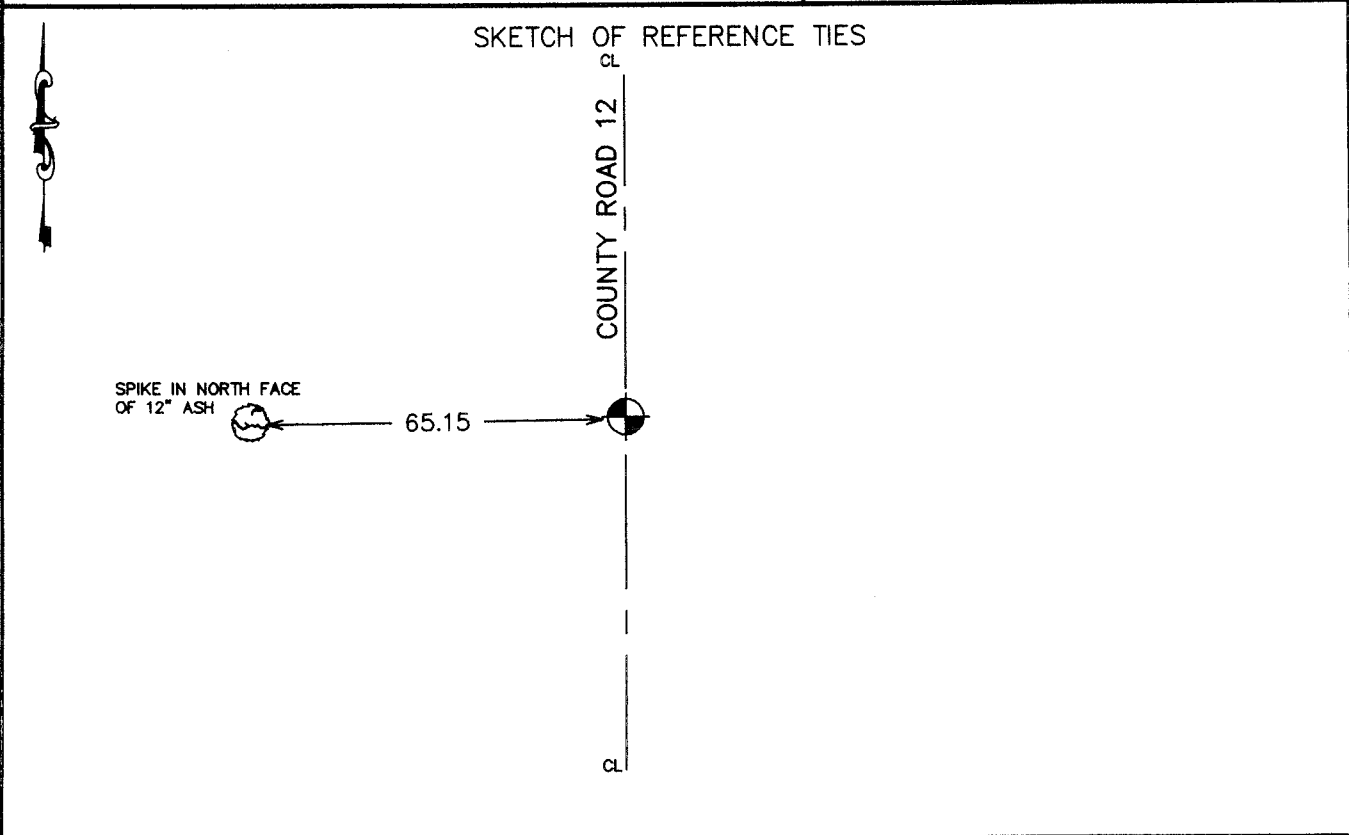 SKETCH OF REFERENCE TIES
CL
COUNTY ROAD 12
SPIKE IN NORTH FACE
OF 12" ASH
65.15
CL